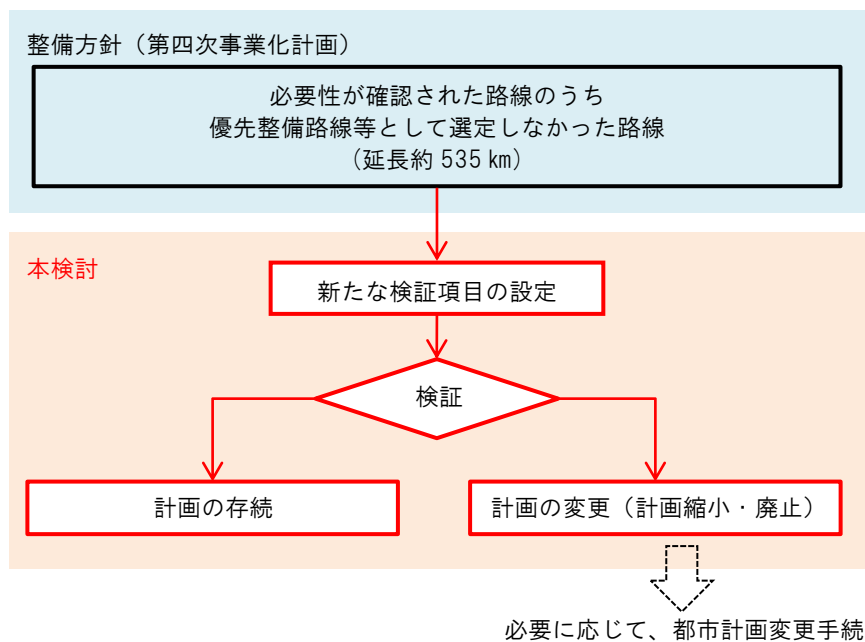 整備方針（第四次事業化計画）
必要性が確認された路線のうち
優先整備路線等として選定しなかった路線
（延長約 535 km）
本検討
新たな検証項目の設定
検証
計画の存続
計画の変更（計画縮小・廃止）
必要に応じて、都市計画変更手続